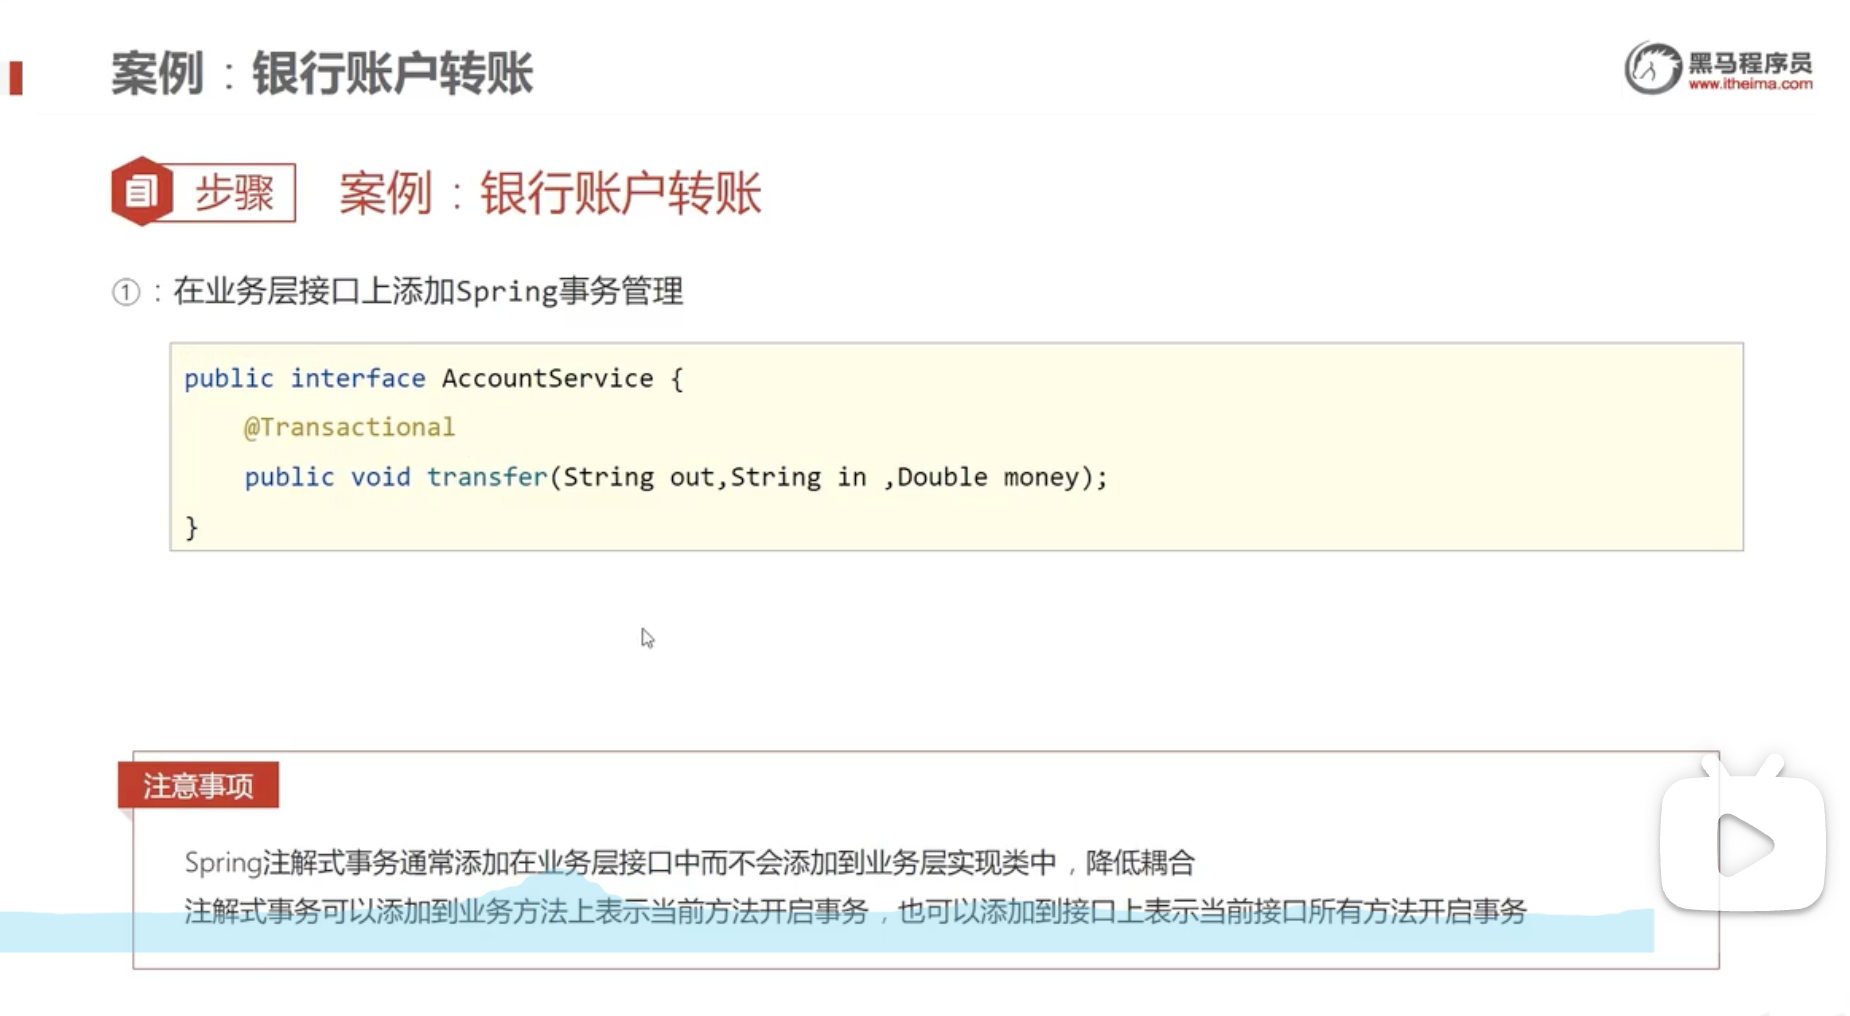 案例：银行账户转账
黑马程序员
www.itheima.com
步骤
案例：银行账户转账
①：在业务层接口上添加Spring事务管理
public interface AccountService {
@Transactional
public void transfer(String out,String in ,Double money);
}
注意事项
Spring注解式事务通常添加在业务层接口中而不会添加到业务层实现类中，降低耦合
注解式事务可以添加到业务方法上表示当前方法开启事务，也可以添加到接口上表示当前接口所有方法开启事务